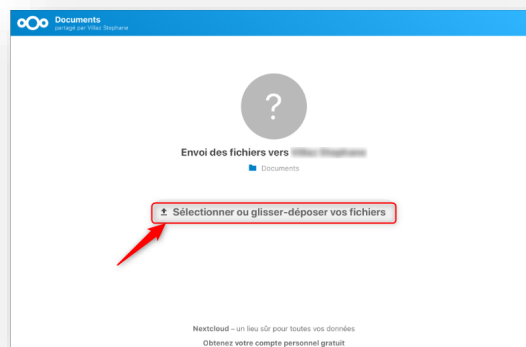 Documents
partagé par Villez Stephane
?
Envoi des fichiers vers
Documents
Sélectionner ou glisser-déposer vos fichiers
Nextcloud – un lieu sûr pour toutes vos données
Obtenez votre compte personnel gratuit